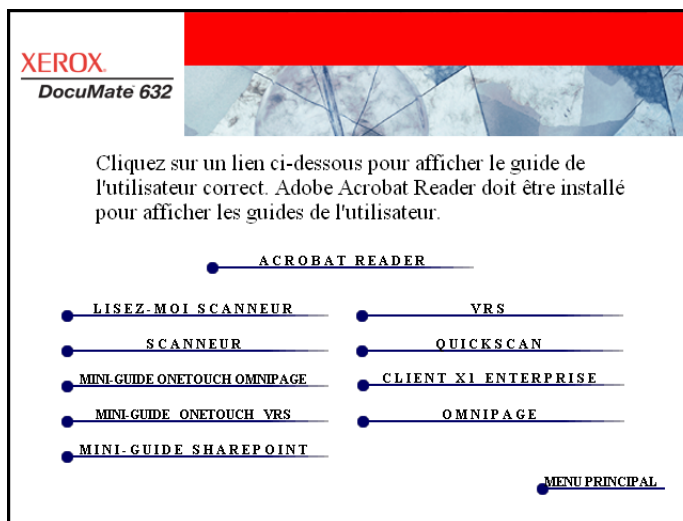 XEROX
DocuMate 632
Cliquez sur un lien ci-dessous pour afficher le guide de
l'utilisateur correct. Adobe Acrobat Reader doit être installé
pour afficher les guides de l'utilisateur.
ACROBAT READER
LISEZ-MOI SCANNEUR
VRS
SCANNEUR
QUICKSCAN
MINI-GUIDE ONETOUCH OMNIPAGE
CLIENT X1 ENTERPRISE
MINI-GUIDE ONETOUCH VRS
OMNIPAGE
MINI-GUIDE SHAREPOINT
MENU PRINCIPAL